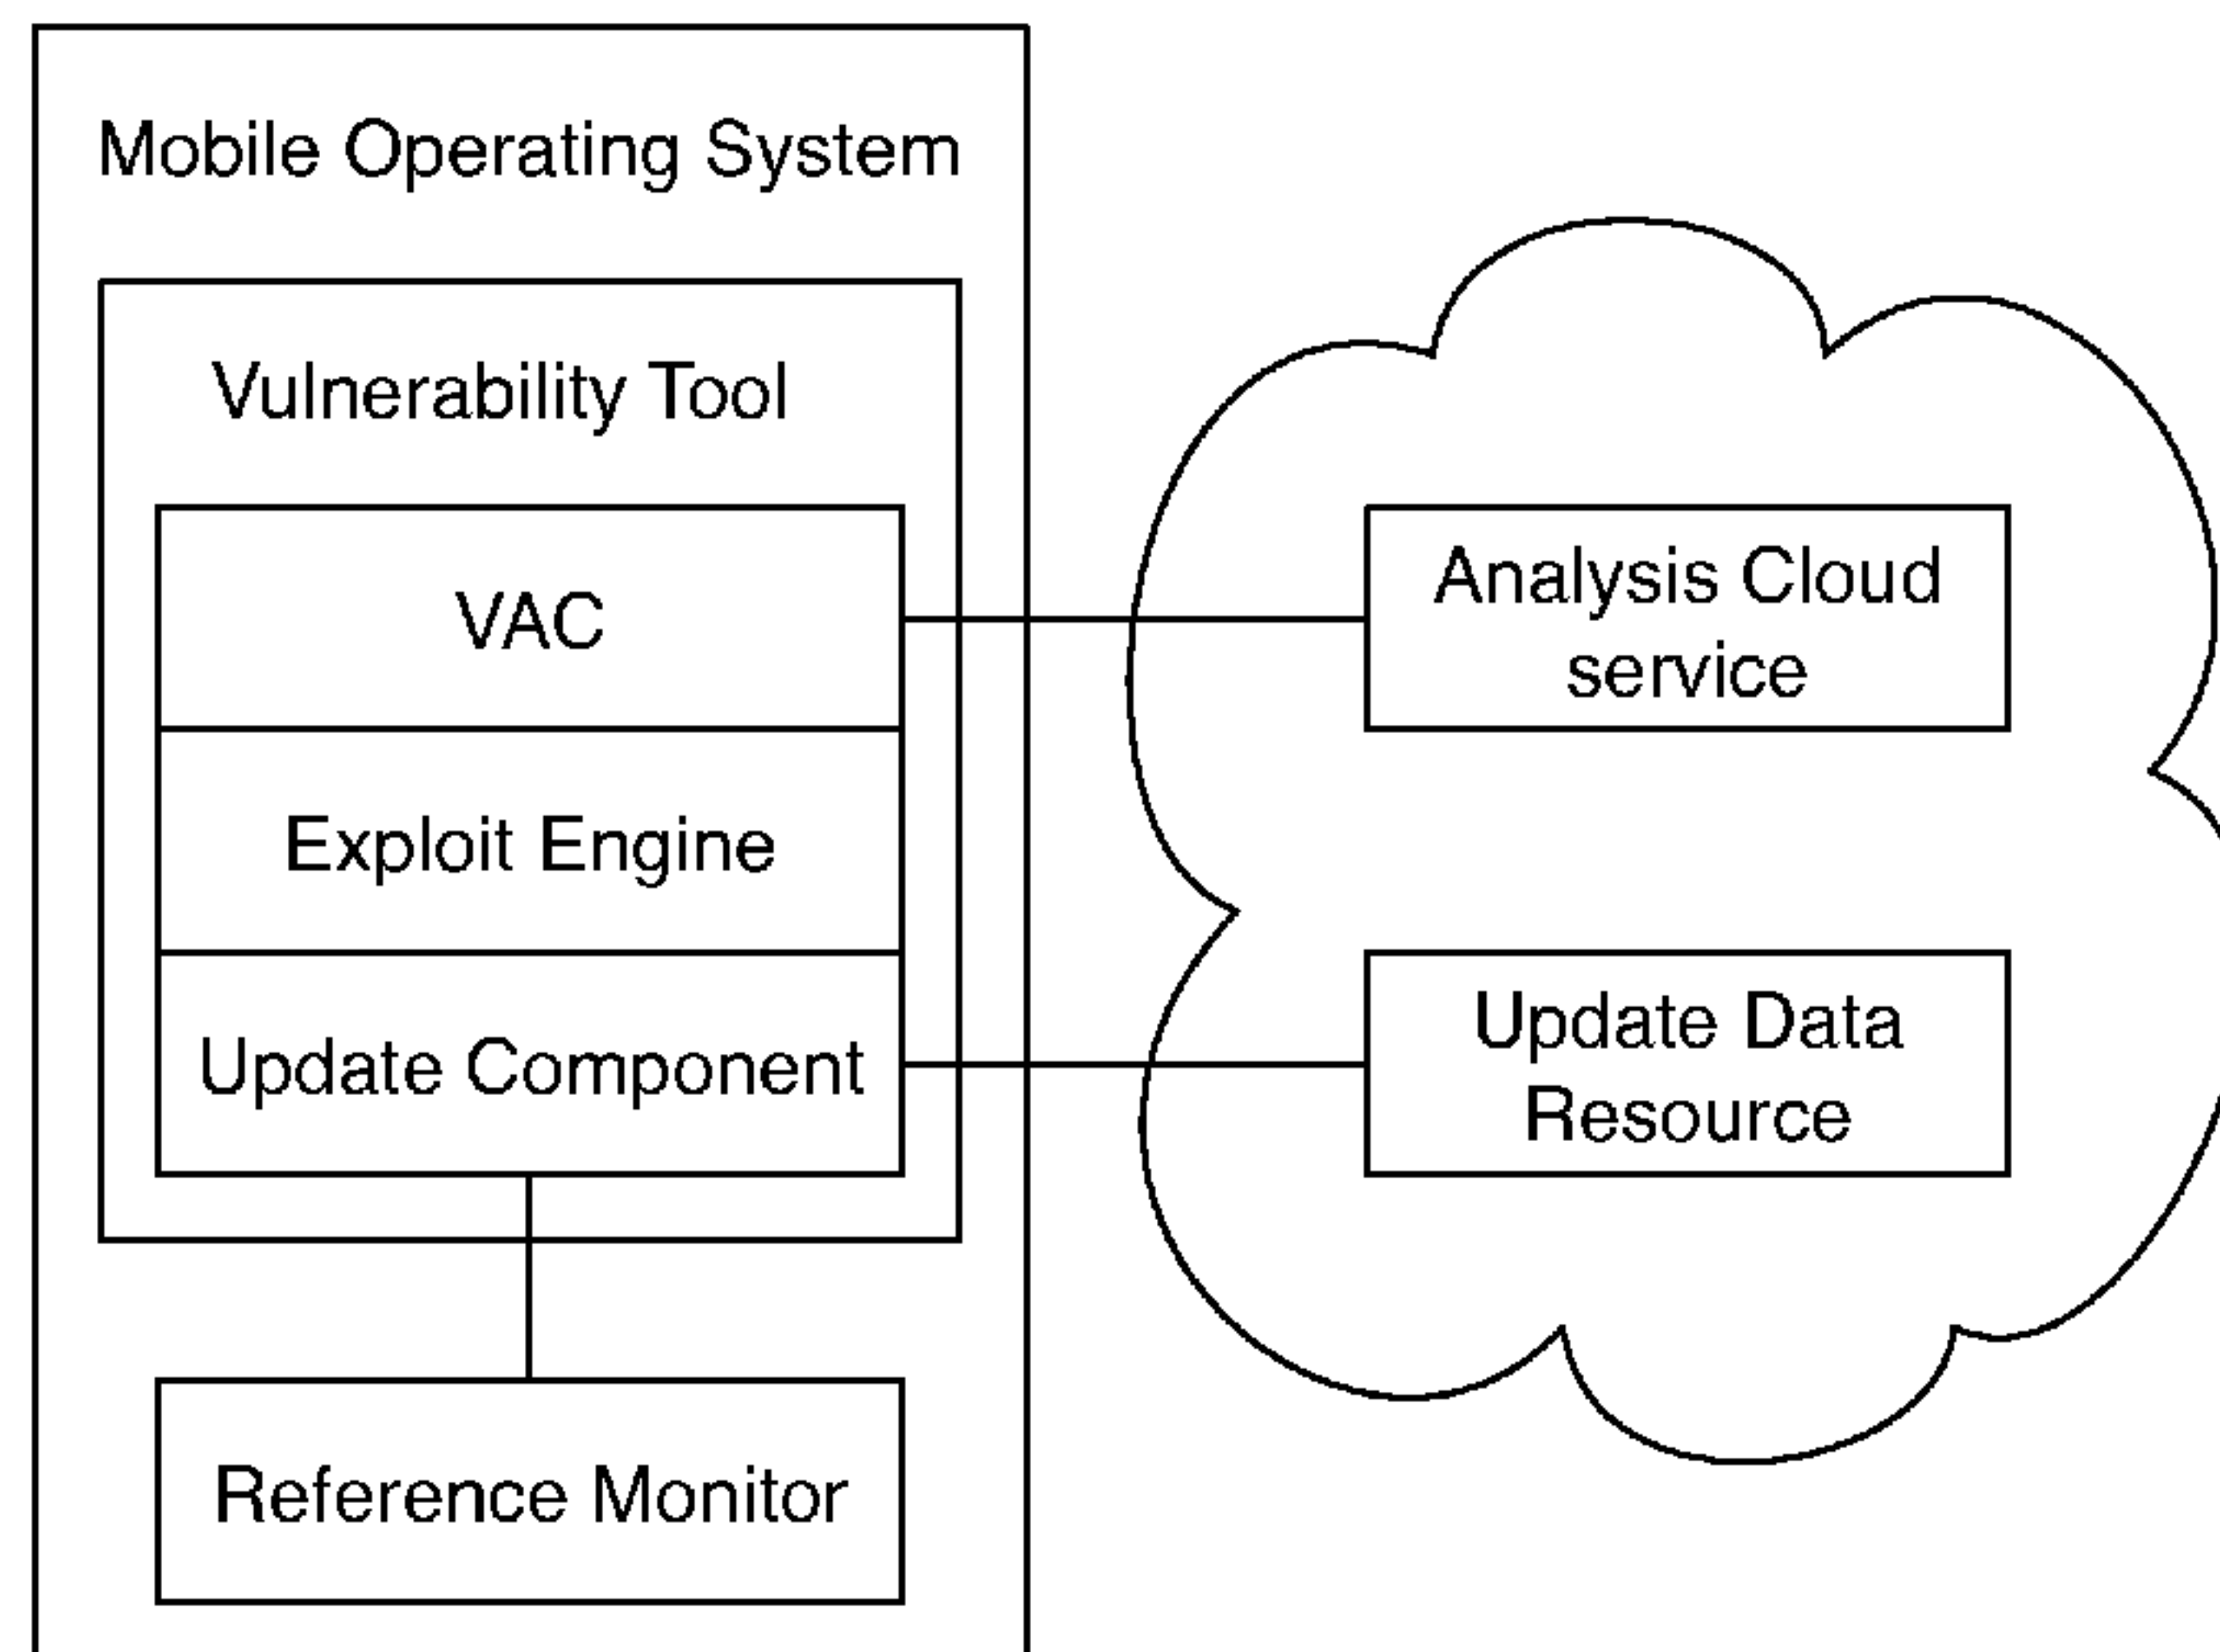 Mobile Operating System
Vulnerability Tool
VAC
Exploit Engine
Update Component
Reference Monitor
Analysis Cloud
service
Update Data
Resource